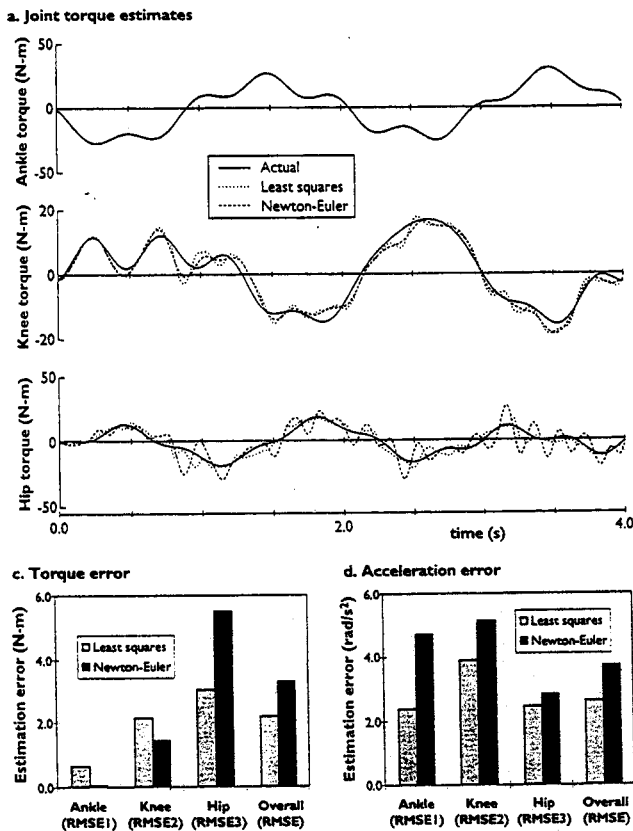 a. Joint torque estimates
Ankle torque (N-m)
50
0
-50
Actual
Least squares
Newton-Euler
Knee torque (N-m)
20
0
-20
Hip torque (N-m)
50
0
-50
0.0
2.0
4.0
time (s)
c. Torque error
Estimation error (N-m)
6.0
4.0
2.0
0.0
Least squares
Newton-Euler
Ankle Knee Hip Overall
(RMSE1) (RMSE2) (RMSE3) (RMSE)
d. Acceleration error
Estimation error (rad/s²)
6.0
4.0
2.0
0.0
Least squares
Newton-Euler
Ankle Knee Hip Overall
(RMSE1) (RMSE2) (RMSE3) (RMSE)